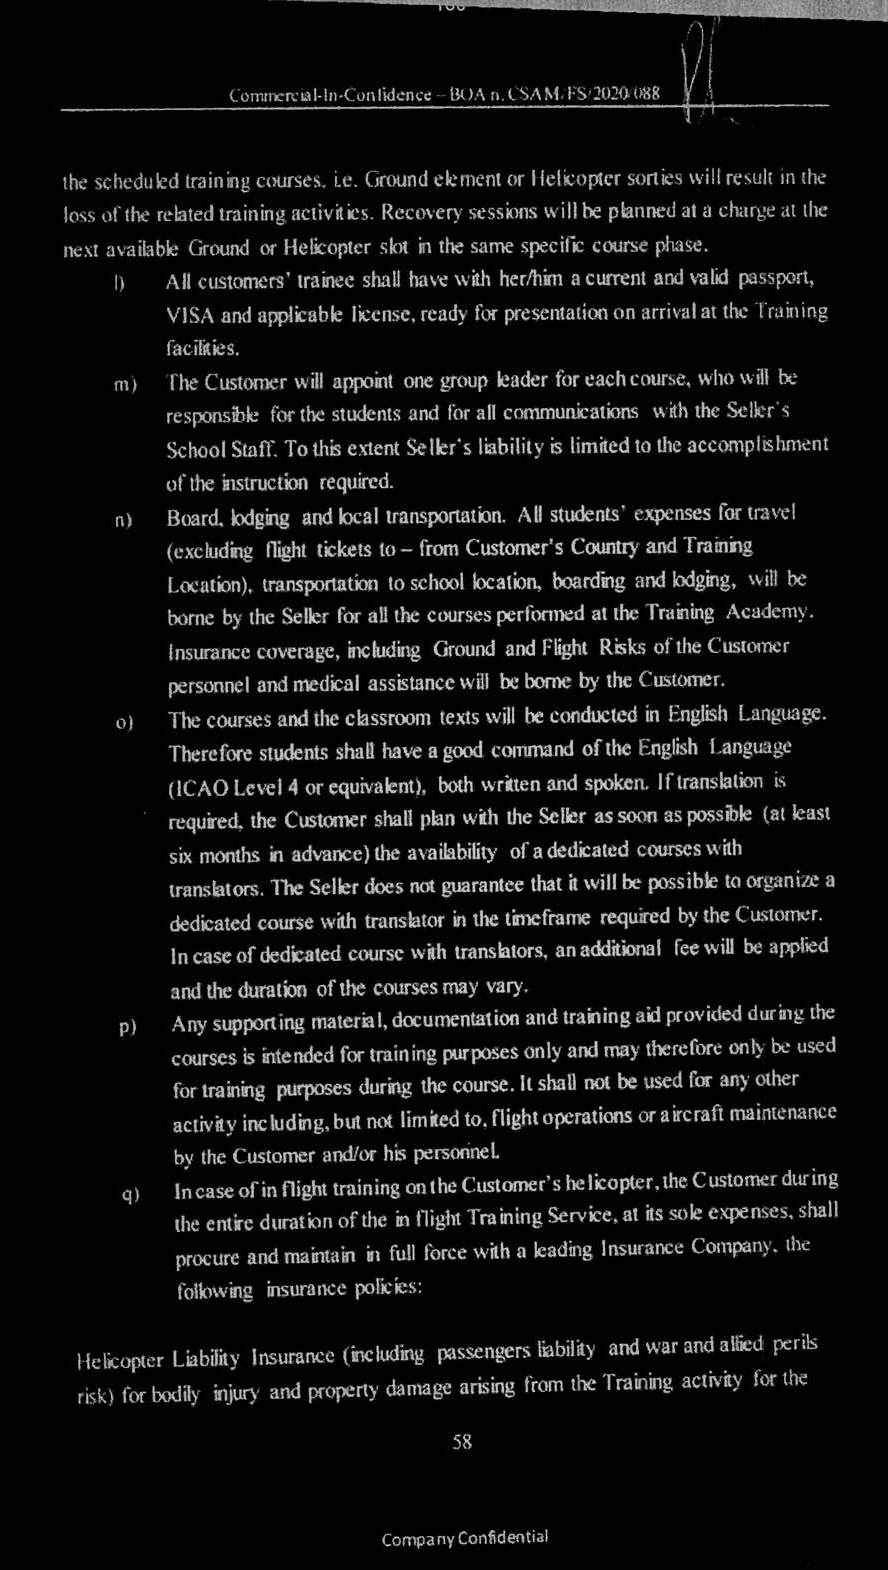 Commercial-In-Confidence – BOA n. CSAM/FS/2020/088
the scheduled training courses, i.e. Ground element or Helicopter sorties will result in the
loss of the related training activities. Recovery sessions will be planned at a charge at the
next available Ground or Helicopter slot in the same specific course phase.
l) All customers' trainee shall have with her/him a current and valid passport,
VISA and applicable license, ready for presentation on arrival at the Training
facilities.
m) The Customer will appoint one group leader for each course, who will be
responsible for the students and for all communications with the Seller's
School Staff. To this extent Seller's liability is limited to the accomplishment
of the instruction required.
n) Board, lodging and local transportation. All students' expenses for travel
(excluding flight tickets to – from Customer's Country and Training
Location), transportation to school location, boarding and lodging, will be
borne by the Seller for all the courses performed at the Training Academy.
Insurance coverage, including Ground and Flight Risks of the Customer
personnel and medical assistance will be borne by the Customer.
o) The courses and the classroom texts will be conducted in English Language.
Therefore students shall have a good command of the English Language
(ICAO Level 4 or equivalent), both written and spoken. If translation is
required, the Customer shall plan with the Seller as soon as possible (at least
six months in advance) the availability of a dedicated courses with
translators. The Seller does not guarantee that it will be possible to organize a
dedicated course with translator in the timeframe required by the Customer.
In case of dedicated course with translators, an additional fee will be applied
and the duration of the courses may vary.
p) Any supporting material, documentation and training aid provided during the
courses is intended for training purposes only and may therefore only be used
for training purposes during the course. It shall not be used for any other
activity including, but not limited to, flight operations or aircraft maintenance
by the Customer and/or his personnel.
q) In case of in flight training on the Customer's helicopter, the Customer during
the entire duration of the in flight Training Service, at its sole expenses, shall
procure and maintain in full force with a leading Insurance Company, the
following insurance policies:
Helicopter Liability Insurance (including passengers liability and war and allied perils
risk) for bodily injury and property damage arising from the Training activity for the
58
Company Confidential